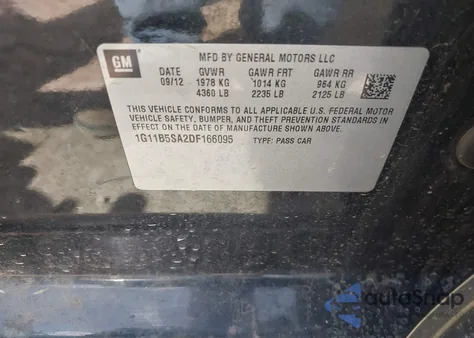 GM
MFD BY GENERAL MOTORS LLC
DATE GVWR GAWR FRT GAWR RR
09/12 1978 KG 1014 KG 964 KG
4360 LB 2235 LB 2125 LB
THIS VEHICLE CONFORMS TO ALL APPLICABLE U.S. FEDERAL MOTOR
VEHICLE SAFETY, BUMPER, AND THEFT PREVENTION STANDARDS IN
EFFECT ON THE DATE OF MANUFACTURE SHOWN ABOVE.
1G11B5SA2DF166095 TYPE: PASS CAR
autoSnap